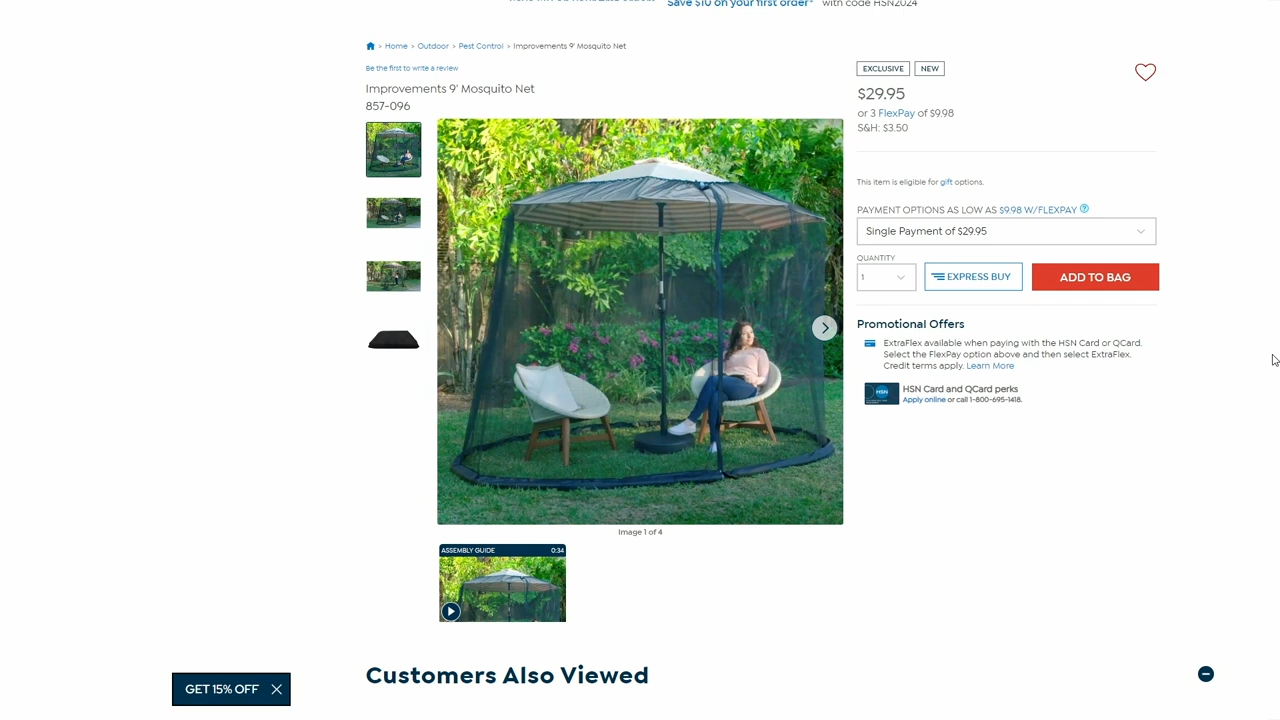 Save $10 on your first order* with code HSN2024
> Home > Outdoor > Pest Control > Improvements 9' Mosquito Net
Be the first to write a review
Improvements 9' Mosquito Net
857-096
EXCLUSIVE NEW
$29.95
or 3 FlexPay of $9.98
S&H: $3.50
This item is eligible for gift options.
PAYMENT OPTIONS AS LOW AS $9.98 W/FLEXPAY ?
Single Payment of $29.95
QUANTITY
1 EXPRESS BUY ADD TO BAG
Promotional Offers
ExtraFlex available when paying with the HSN Card or QCard.
Select the FlexPay option above and then select ExtraFlex.
Credit terms apply. Learn More
HSN
HSN Card and QCard perks
Apply online or call 1-800-695-1418.
Image 1 of 4
ASSEMBLY GUIDE 0:34
Customers Also Viewed
GET 15% OFF